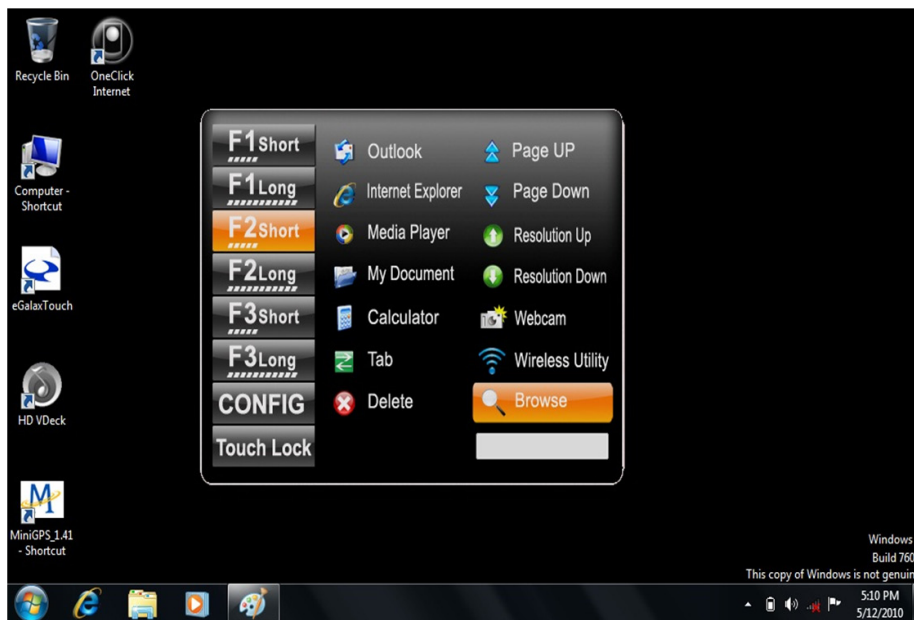 Recycle Bin
OneClick
Internet
Computer -
Shortcut
eGalaxTouch
HD VDeck
MiniGPS_1.41
- Shortcut
F1Short
F1Long
F2Short
F2Long
F3Short
F3Long
CONFIG
Touch Lock
Outlook
Internet Explorer
Media Player
My Document
Calculator
Tab
Delete
Page UP
Page Down
Resolution Up
Resolution Down
Webcam
Wireless Utility
Browse
Windows
Build 760
This copy of Windows is not genuin
5:10 PM
5/12/2010